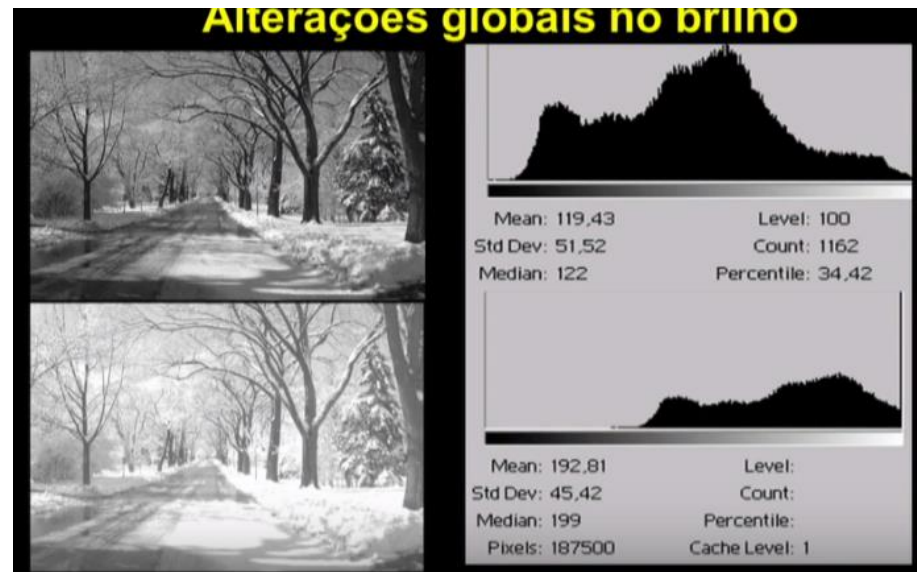 Alterações globais no brilho
Mean: 119,43 Level: 100
Std Dev: 51,52 Count: 1162
Median: 122 Percentile: 34,42
Mean: 192,81 Level:
Std Dev: 45,42 Count:
Median: 199 Percentile:
Pixels: 187500 Cache Level: 1